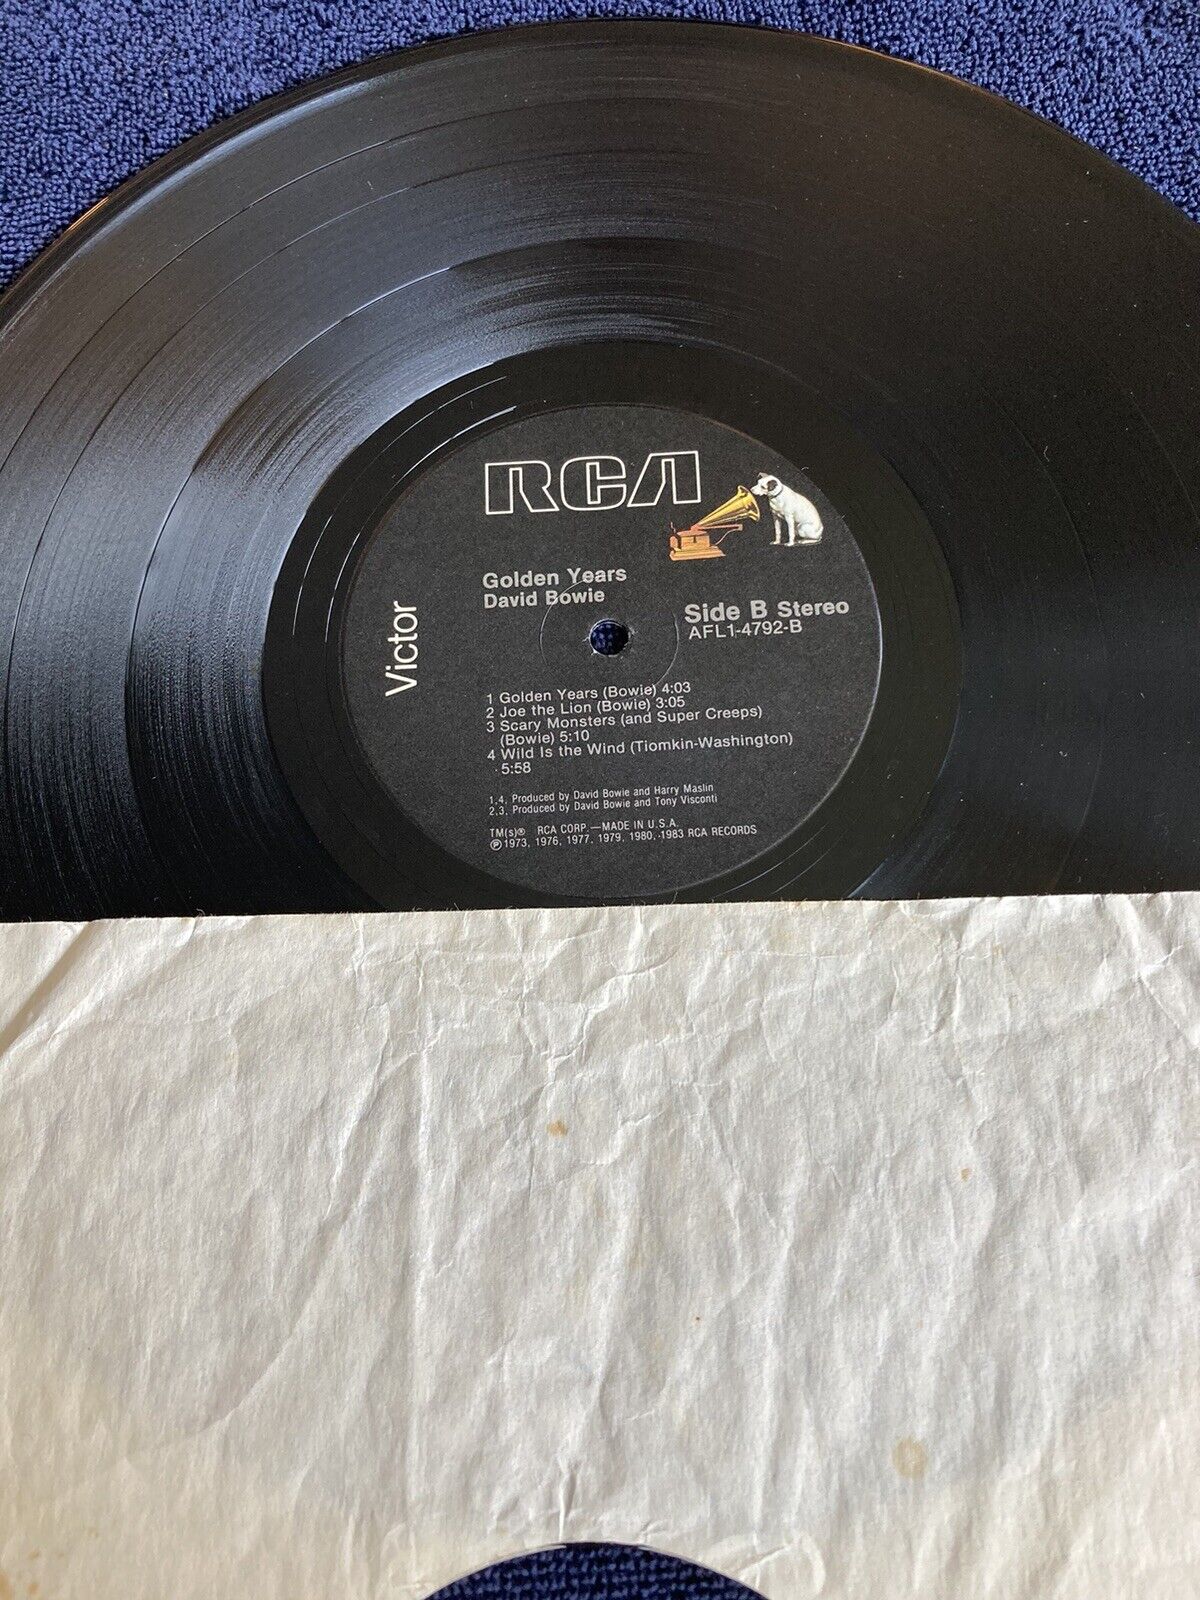 RCA
Victor
Golden Years
David Bowie
Side B Stereo
AFL1-4792-B
1 Golden Years (Bowie) 4:03
2 Joe the Lion (Bowie) 3:05
3 Scary Monsters (and Super Creeps)
(Bowie) 5:10
4 Wild Is the Wind (Tiomkin-Washington)
5:58
1,4, Produced by David Bowie and Harry Maslin
2,3, Produced by David Bowie and Tony Visconti
TM(s)® RCA CORP.—MADE IN U.S.A.
℗ 1973, 1976, 1977, 1979, 1980, 1983 RCA RECORDS